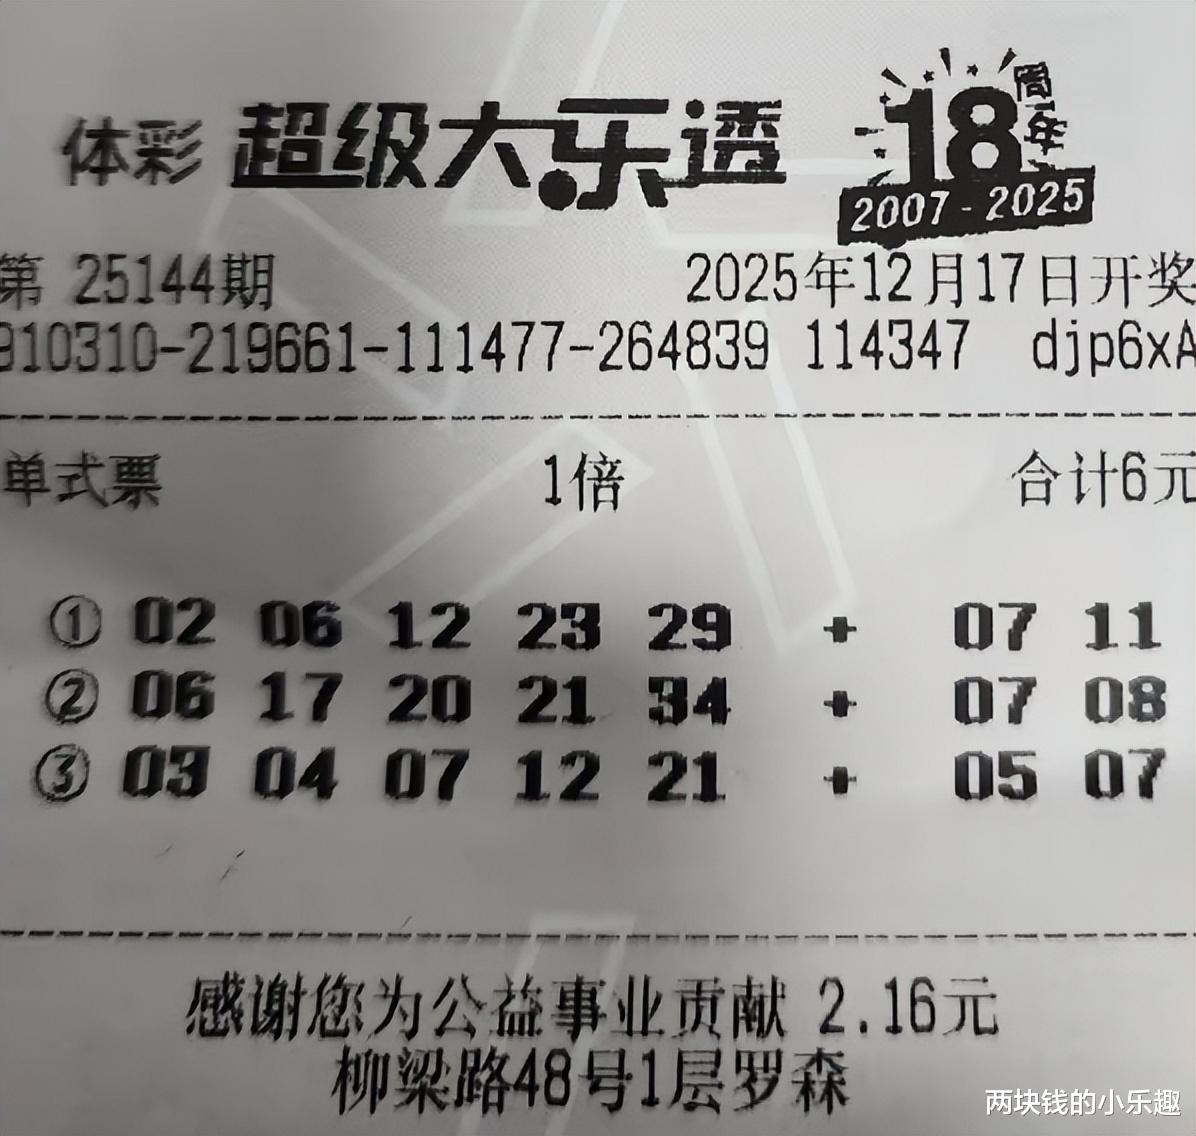 体彩 超级大乐透 18周年 2007-2025
第 25144期 2025年12月17日开奖
910310-219661-111477-264839 114347 djp6xA
单式票 1倍 合计6元
① 02 06 12 23 29 + 07 11
② 06 17 20 21 34 + 07 08
③ 03 04 07 12 21 + 05 07
感谢您为公益事业贡献 2.16元
柳梁路48号1层罗森
两块钱的小乐趣